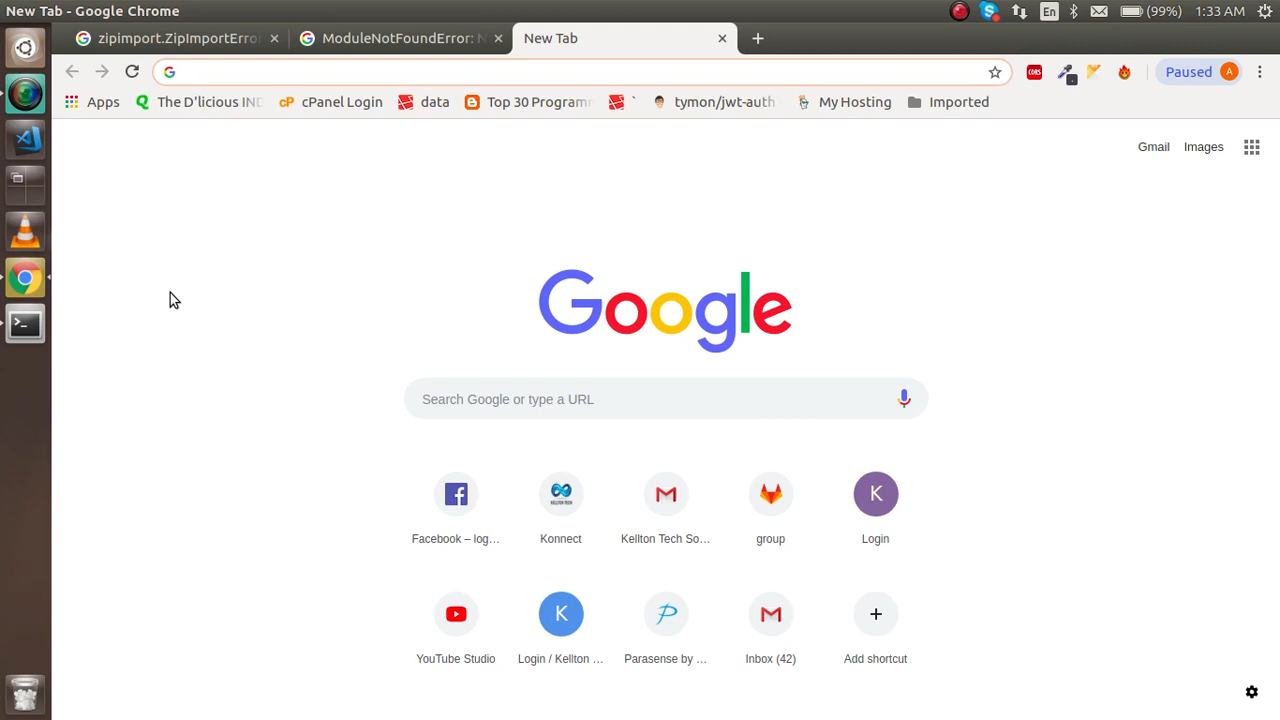 New Tab - Google Chrome
En
(99%)
1:33 AM
zipimport.ZipImportErro
ModuleNotFoundError: N
New Tab
Paused
A
Apps
The D'licious IND
cPanel Login
data
Top 30 Programm
`
tymon/jwt-auth
My Hosting
Imported
CORS
Gmail
Images
Google
Search Google or type a URL
Facebook – log...
Konnect
Kellton Tech So...
group
K
Login
YouTube Studio
K
Login / Kellton ...
Parasense by ...
Inbox (42)
Add shortcut